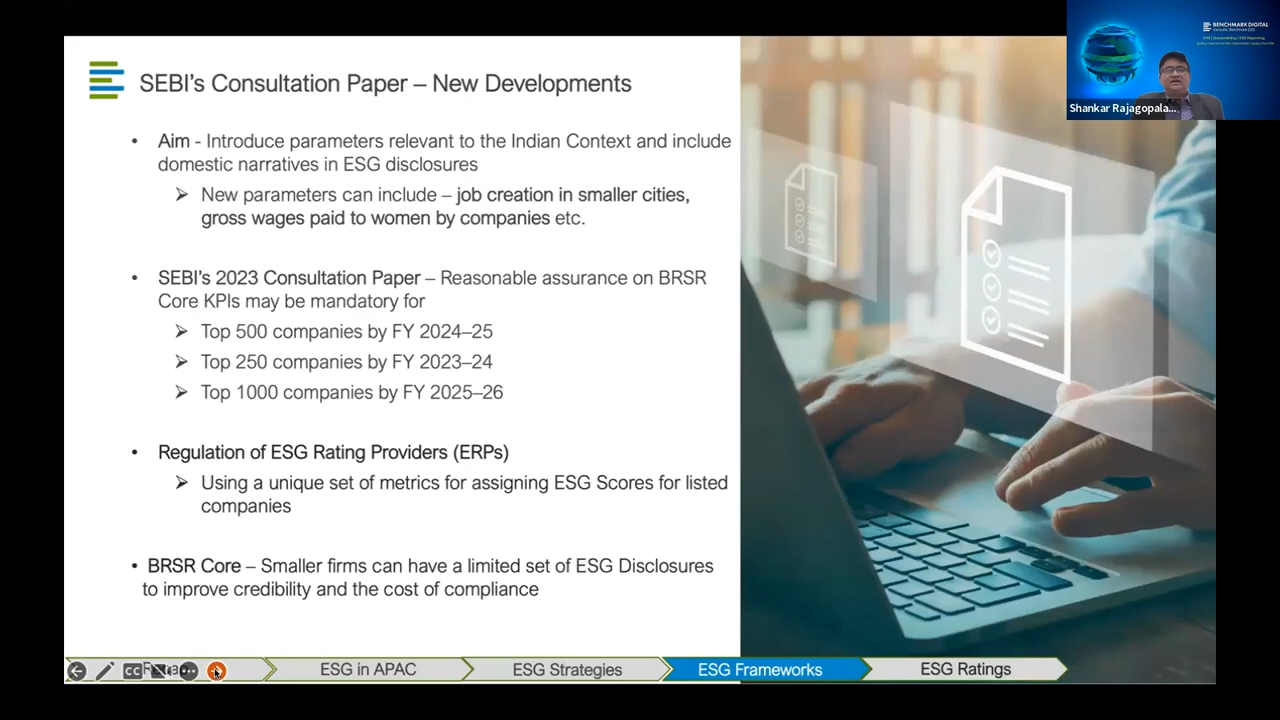 BENCHMARK DIGITAL
Shankar Rajagopala...
SEBI's Consultation Paper – New Developments
• Aim - Introduce parameters relevant to the Indian Context and include
domestic narratives in ESG disclosures
➢ New parameters can include – job creation in smaller cities,
gross wages paid to women by companies etc.
• SEBI's 2023 Consultation Paper – Reasonable assurance on BRSR
Core KPIs may be mandatory for
➢ Top 500 companies by FY 2024–25
➢ Top 250 companies by FY 2023–24
➢ Top 1000 companies by FY 2025–26
• Regulation of ESG Rating Providers (ERPs)
➢ Using a unique set of metrics for assigning ESG Scores for listed
companies
• BRSR Core – Smaller firms can have a limited set of ESG Disclosures
to improve credibility and the cost of compliance
CC
ESG in APAC
ESG Strategies
ESG Frameworks
ESG Ratings